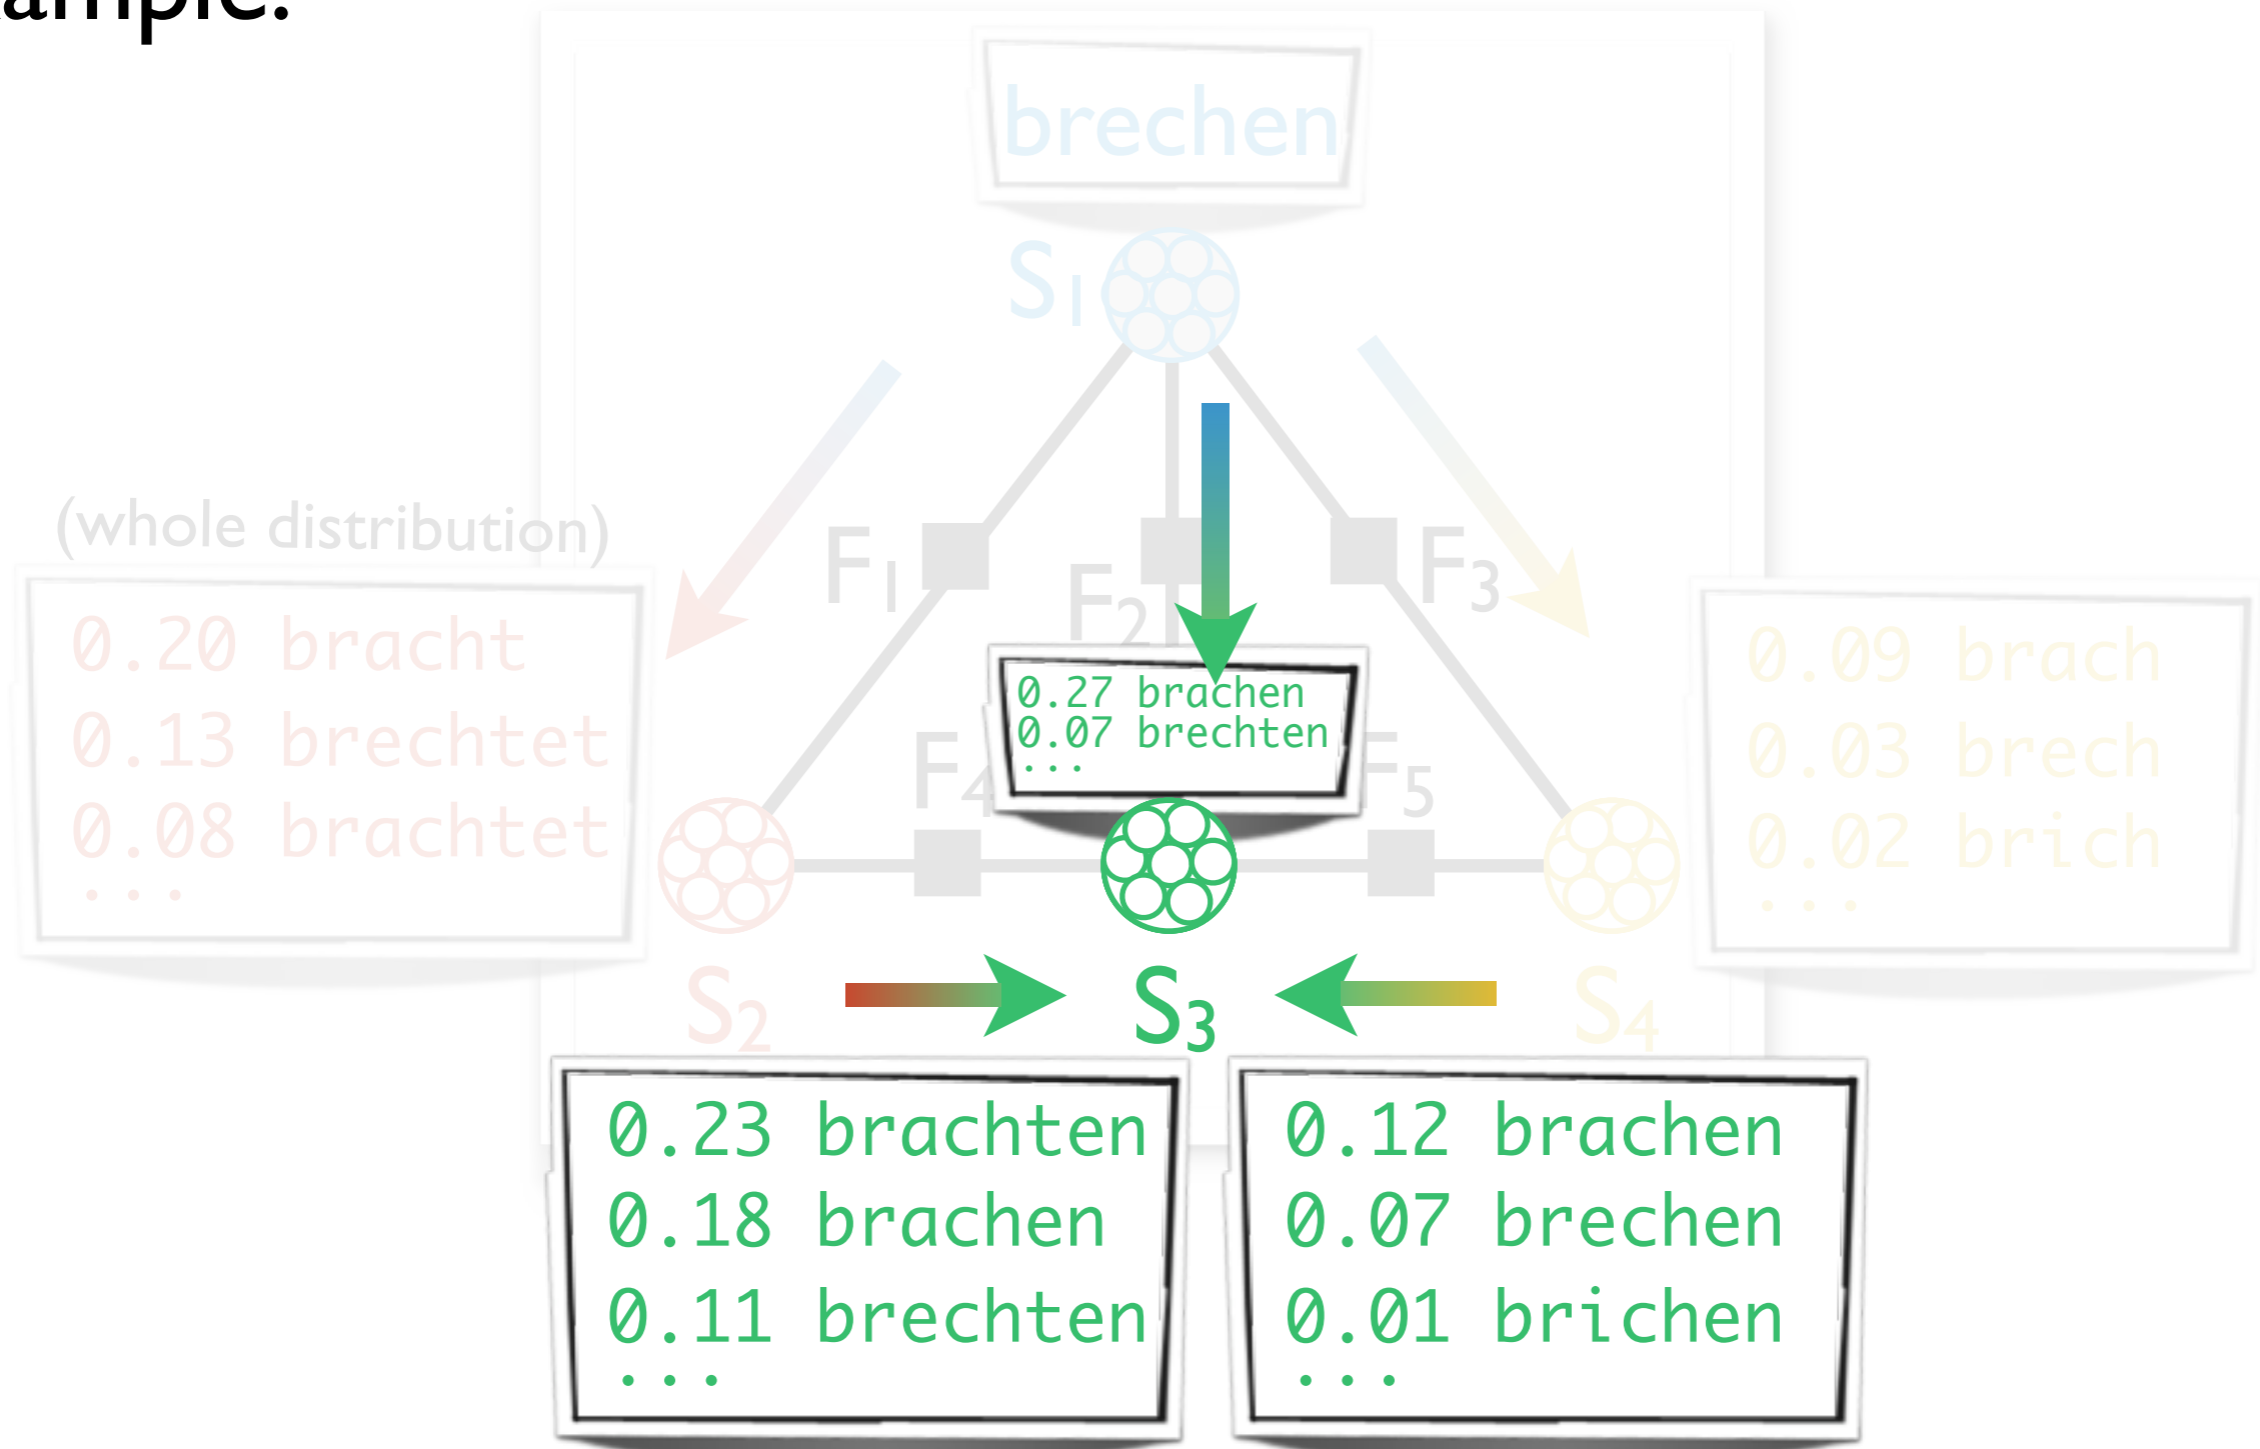 ample:
brechen
S1
(whole distribution)
F1
F2
F3
0.20 bracht
0.13 brechtet
0.08 brachtet
...
0.27 brachen
0.07 brechten
...
0.09 brach
0.03 brech
0.02 brich
...
F4
F5
S2
S3
S4
0.23 brachten
0.18 brachen
0.11 brechten
...
0.12 brachen
0.07 brechen
0.01 brichen
...